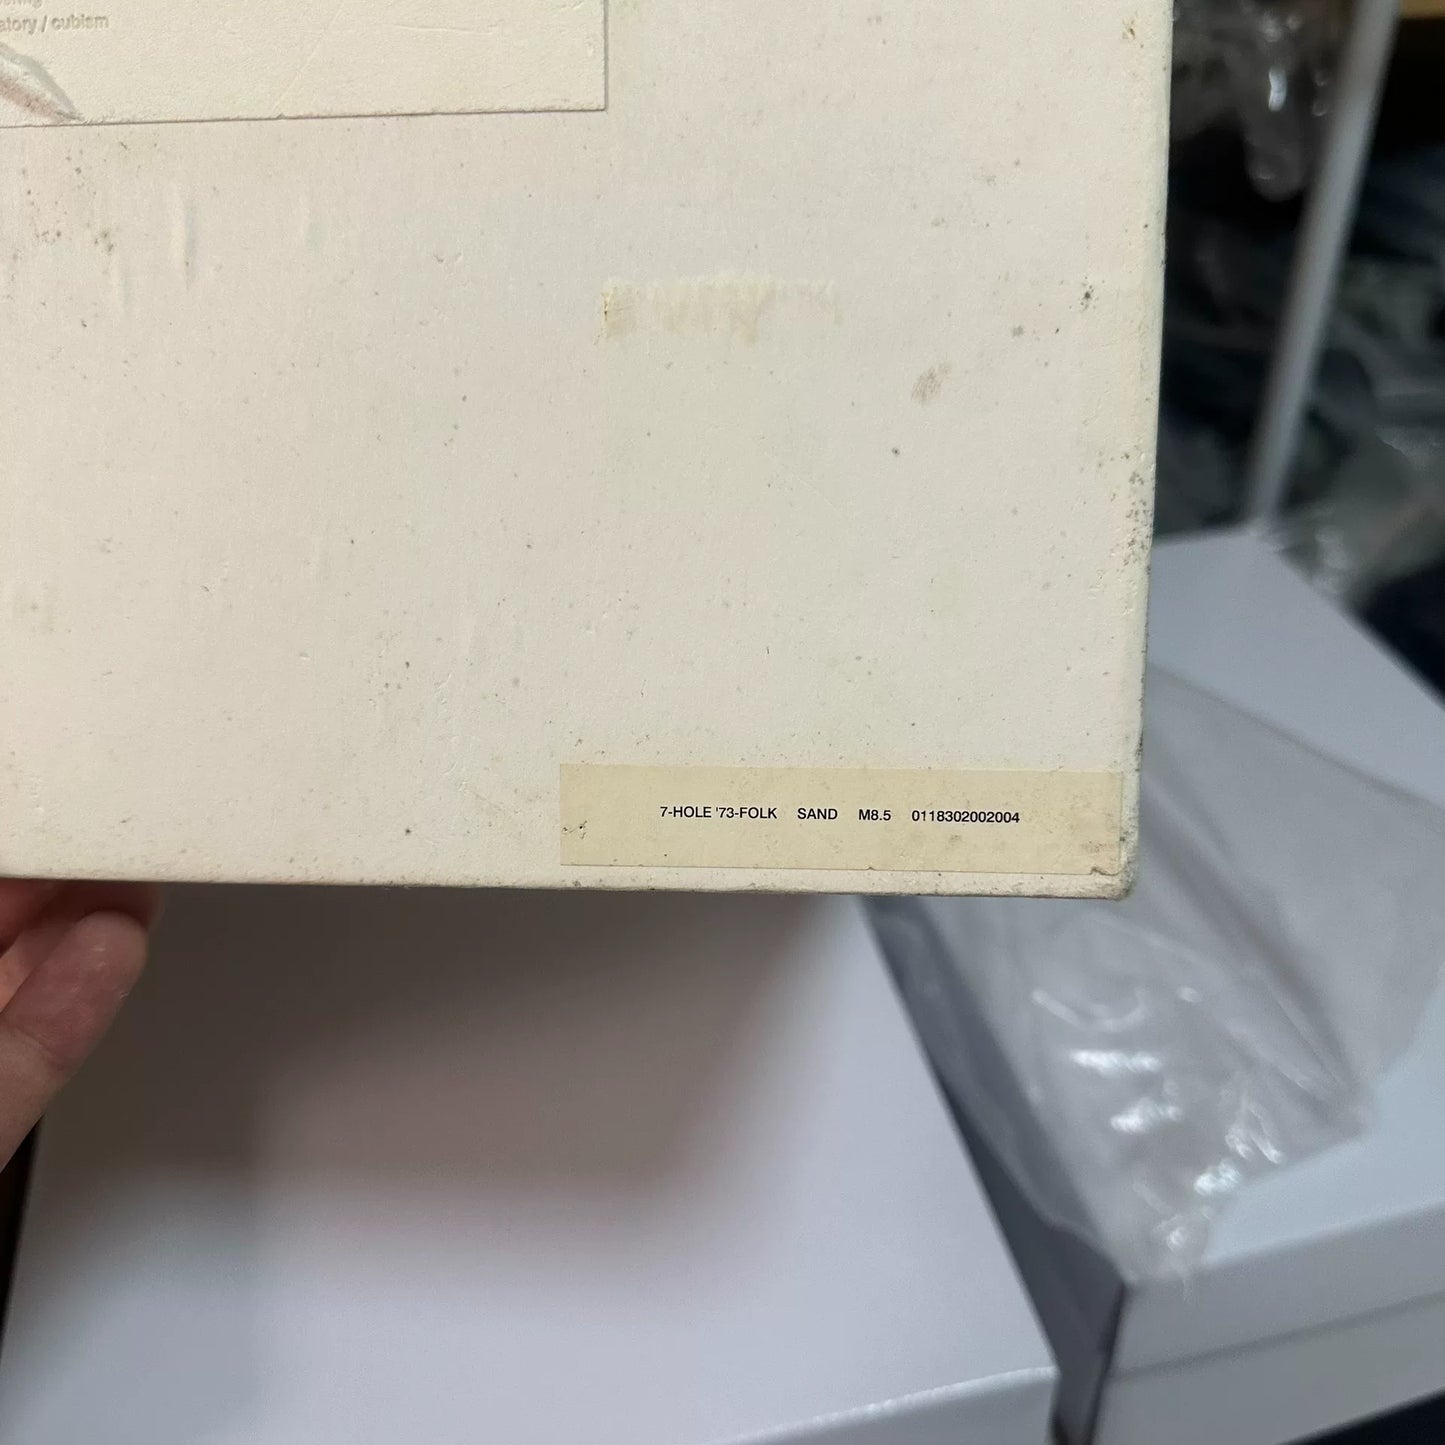 atory / cubism
7-HOLE '73-FOLK SAND M8.5 0118302002004